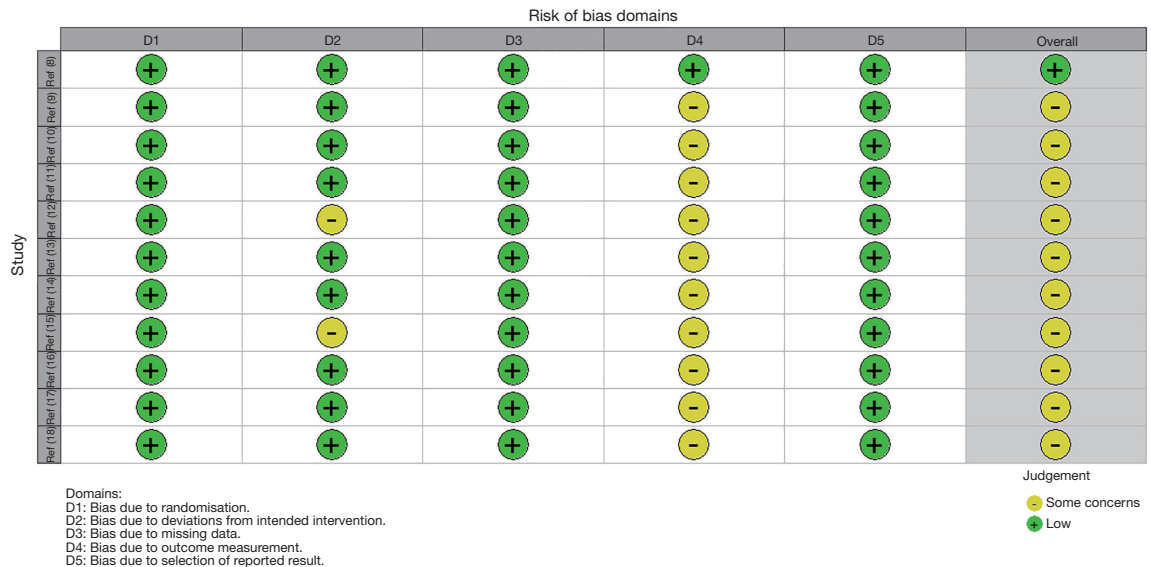 Risk of bias domains
D1 D2 D3 D4 D5 Overall
Study
Ref (8) + + + + + +
Ref (9) + + + - + -
Ref (10) + + + - + -
Ref (11) + + + - + -
Ref (12) + - + - + -
Ref (13) + + + - + -
Ref (14) + + + - + -
Ref (15) + - + - + -
Ref (16) + + + - + -
Ref (17) + + + - + -
Ref (18) + + + - + -
Judgement
- Some concerns
+ Low
Domains:
D1: Bias due to randomisation.
D2: Bias due to deviations from intended intervention.
D3: Bias due to missing data.
D4: Bias due to outcome measurement.
D5: Bias due to selection of reported result.